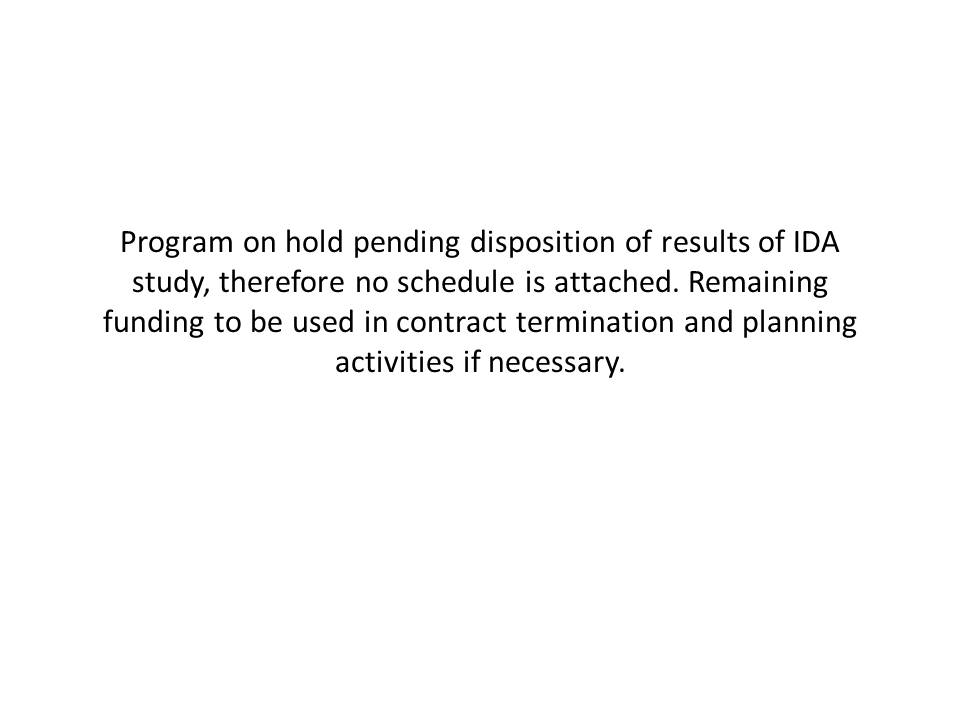 Program on hold pending disposition of results of IDA
study, therefore no schedule is attached. Remaining
funding to be used in contract termination and planning
activities if necessary.